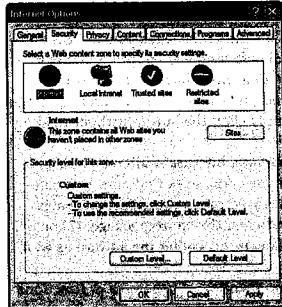 Internet Options
General Security Privacy Content Connections Programs Advanced
Select a Web content zone to specify its security settings.
Internet Local intranet Trusted sites Restricted
sites
Internet
This zone contains all Web sites you
haven't placed in other zones
Sites...
Security level for this zone
Custom
Custom settings.
- To change the settings, click Custom Level.
- To use the recommended settings, click Default Level.
Custom Level... Default Level
OK Cancel Apply